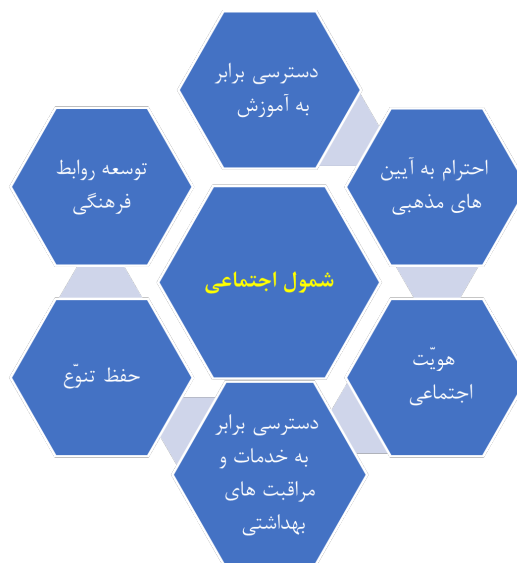 دسترسی برابر
به آموزش
احترام به آیین
های مذهبی
هویّت
اجتماعی
دسترسی برابر
به خدمات و
مراقبت های
بهداشتی
حفظ تنوّع
توسعه روابط
فرهنگی
شمول اجتماعی